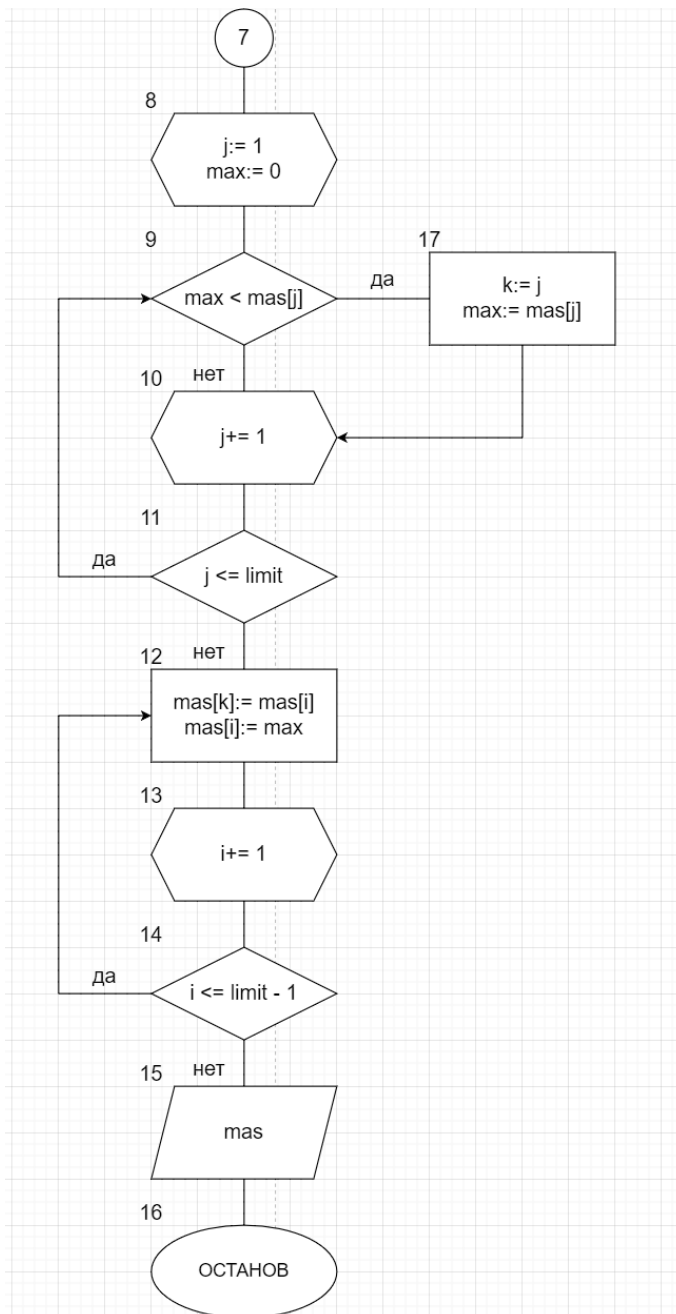 7
8
j:= 1
max:= 0
9
max < mas[j]
да
17
k:= j
max:= mas[j]
нет
10
j+= 1
11
j <= limit
да
нет
12
mas[k]:= mas[i]
mas[i]:= max
13
i+= 1
14
i <= limit - 1
да
нет
15
mas
16
ОСТАНОВ